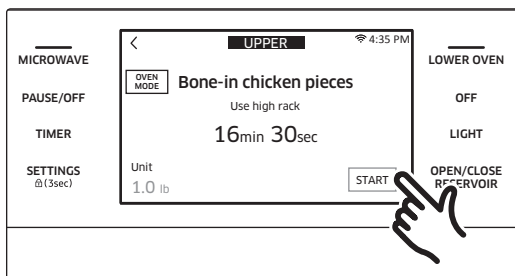 MICROWAVE
PAUSE/OFF
TIMER
SETTINGS
(3sec)
UPPER
4:35 PM
OVEN
MODE
Bone-in chicken pieces
Use high rack
16min 30sec
Unit
1.0 lb
START
LOWER OVEN
OFF
LIGHT
OPEN/CLOSE
RESERVOIR